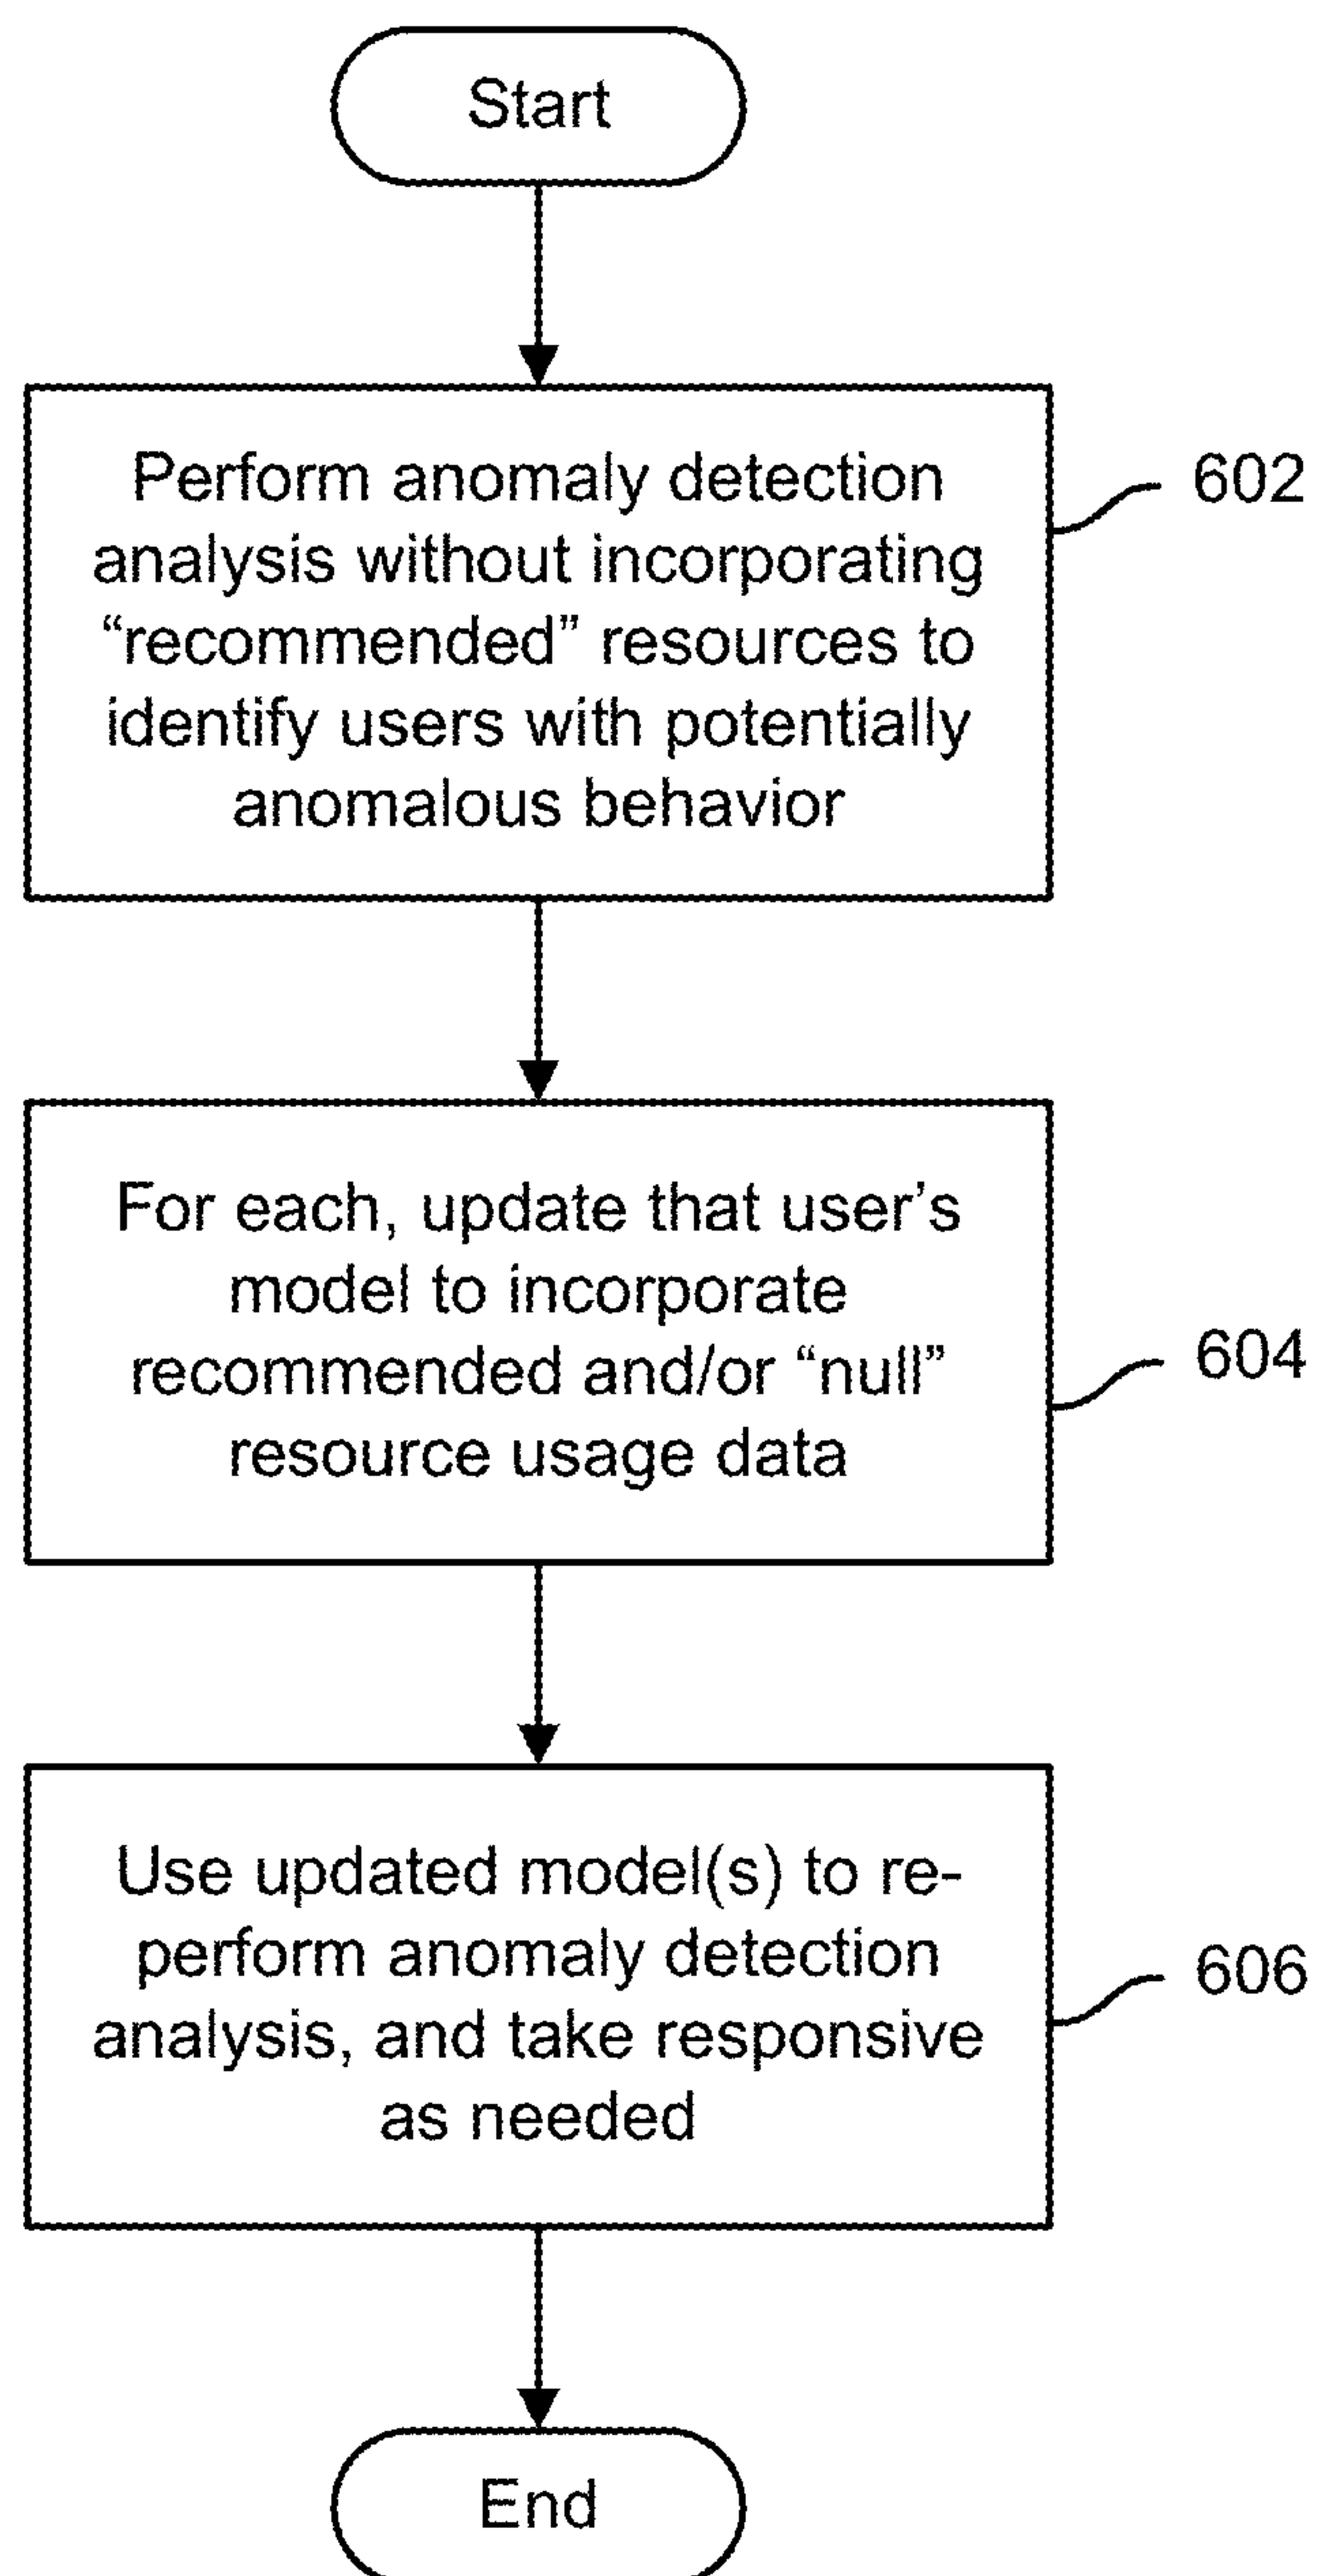 Start
Perform anomaly detection
analysis without incorporating
“recommended” resources to
identify users with potentially
anomalous behavior
602
For each, update that user’s
model to incorporate
recommended and/or “null”
resource usage data
604
Use updated model(s) to re-
perform anomaly detection
analysis, and take responsive
as needed
606
End